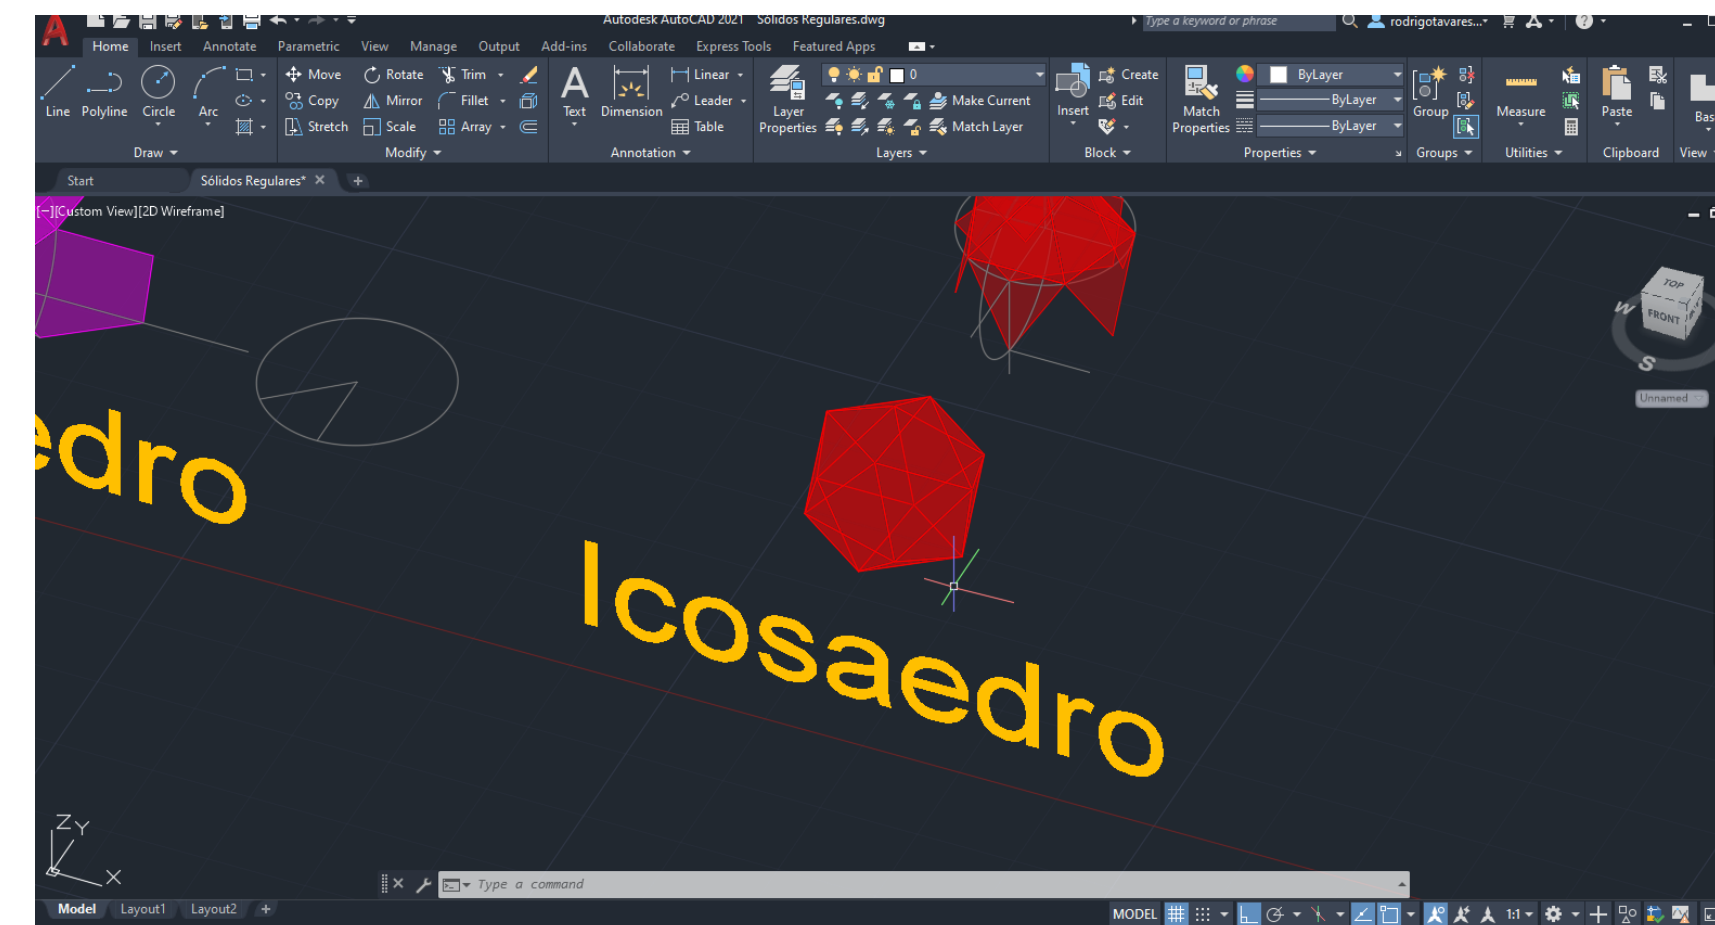 Autodesk AutoCAD 2021 Sólidos Regulares.dwg
Type a keyword or phrase
rodrigotavares...
Home Insert Annotate Parametric View Manage Output Add-ins Collaborate Express Tools Featured Apps
Line Polyline Circle Arc
Move Rotate Trim
Copy Mirror Fillet
Stretch Scale Array
Text Dimension
Linear
Leader
Table
Layer Properties
0
Make Current
Match Layer
Insert
Create
Edit
Match Properties
ByLayer
ByLayer
ByLayer
Group
Measure
Paste
Bas
Draw Modify Annotation Layers Block Properties Groups Utilities Clipboard View
Start Sólidos Regulares* +
[−][Custom View][2D Wireframe]
TOP
FRONT
W
S
Unnamed
edro
Icosaedro
Z
Y
X
Type a command
Model Layout1 Layout2 +
MODEL
1:1